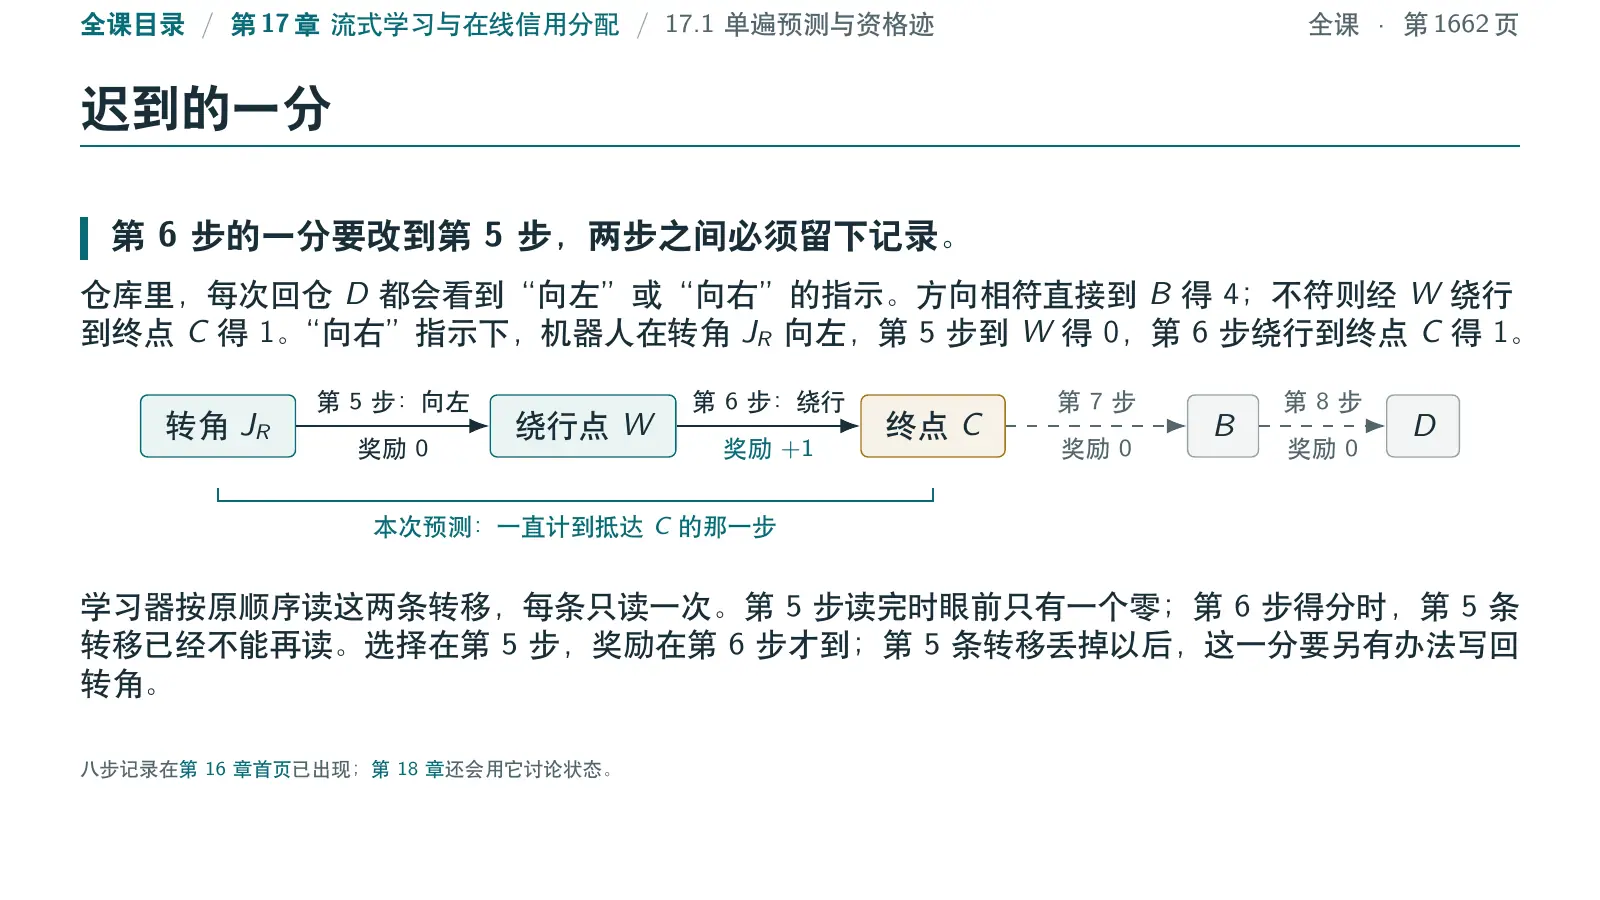 全课目录 / 第 17 章 流式学习与在线信用分配 / 17.1 单遍预测与资格迹
全课 · 第 1662 页
迟到的一分
第 6 步的一分要改到第 5 步，两步之间必须留下记录。
仓库里，每次回仓 D 都会看到“向左”或“向右”的指示。方向相符直接到 B 得 4；不符则经 W 绕行
到终点 C 得 1。“向右”指示下，机器人在转角 J_R 向左，第 5 步到 W 得 0，第 6 步绕行到终点 C 得 1。
第 5 步：向左
第 6 步：绕行
第 7 步
第 8 步
转角 J_R
绕行点 W
终点 C
B
D
奖励 0
奖励 +1
奖励 0
奖励 0
本次预测：一直计到抵达 C 的那一步
学习器按原顺序读这两条转移，每条只读一次。第 5 步读完时眼前只有一个零；第 6 步得分时，第 5 条
转移已经不能再读。选择在第 5 步，奖励在第 6 步才到；第 5 条转移丢掉以后，这一分要另有办法写回
转角。
八步记录在第 16 章首页已出现；第 18 章还会用它讨论状态。